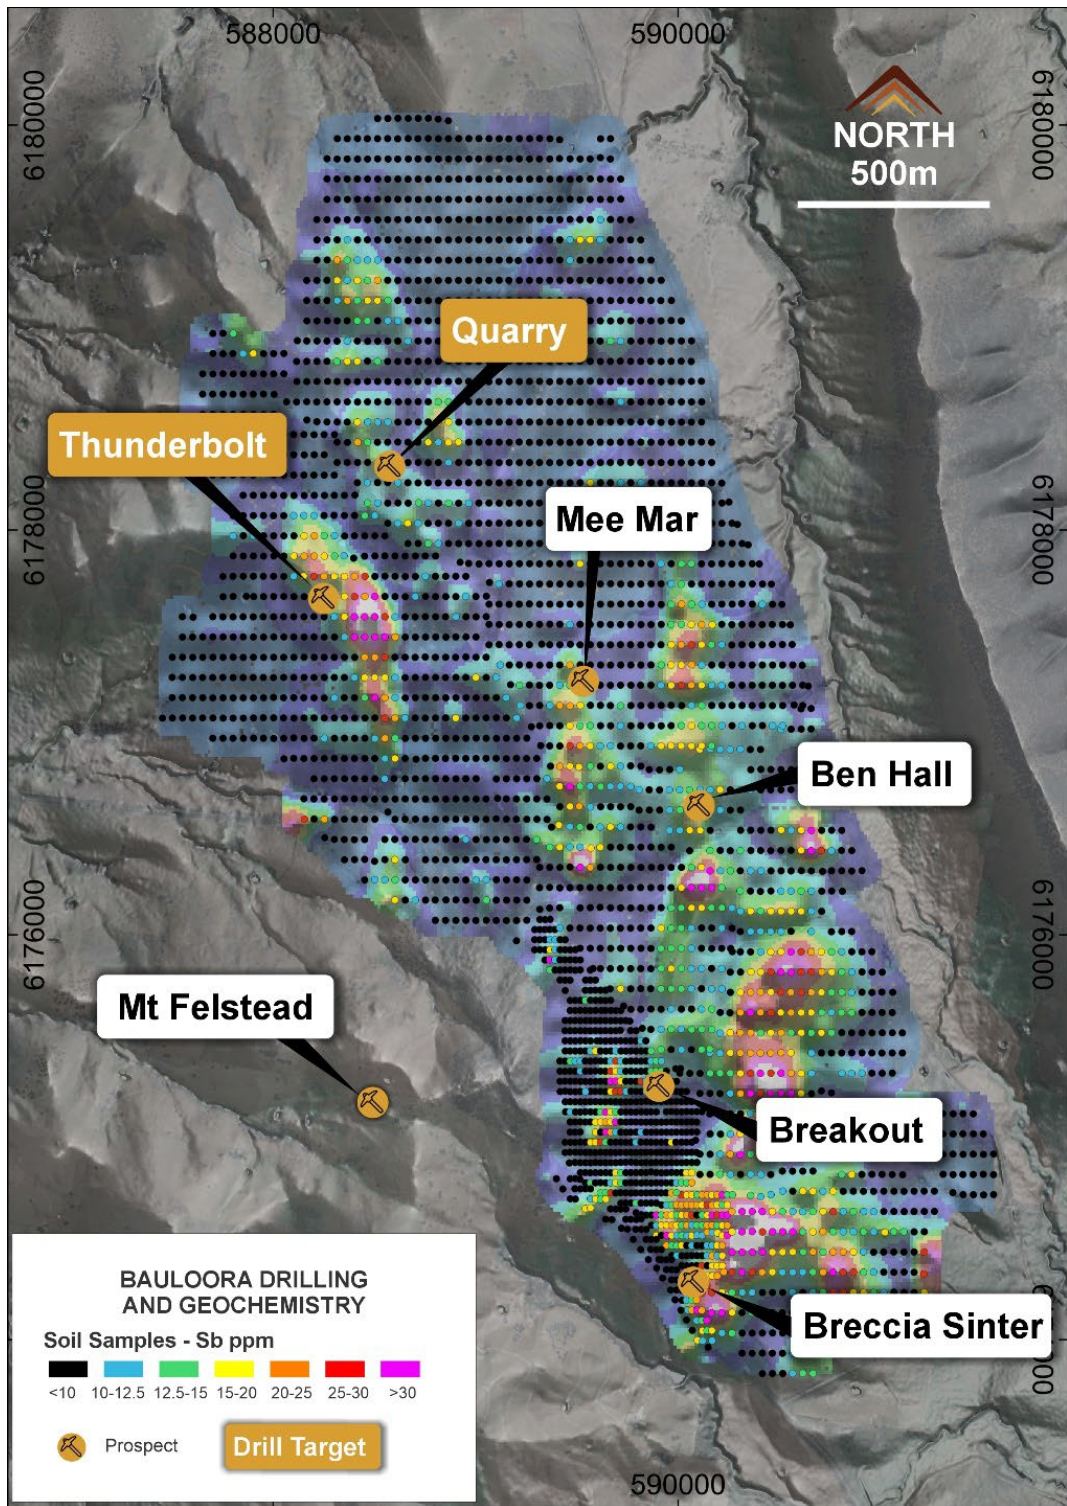 588000
590000
6180000
6180000
NORTH
500m
Quarry
Thunderbolt
Mee Mar
6178000
6178000
Ben Hall
6176000
6176000
Mt Felstead
Breakout
Breccia Sinter
BAULOORA DRILLING
AND GEOCHEMISTRY
Soil Samples - Sb ppm
<10 10-12.5 12.5-15 15-20 20-25 25-30 >30
Prospect
Drill Target
590000